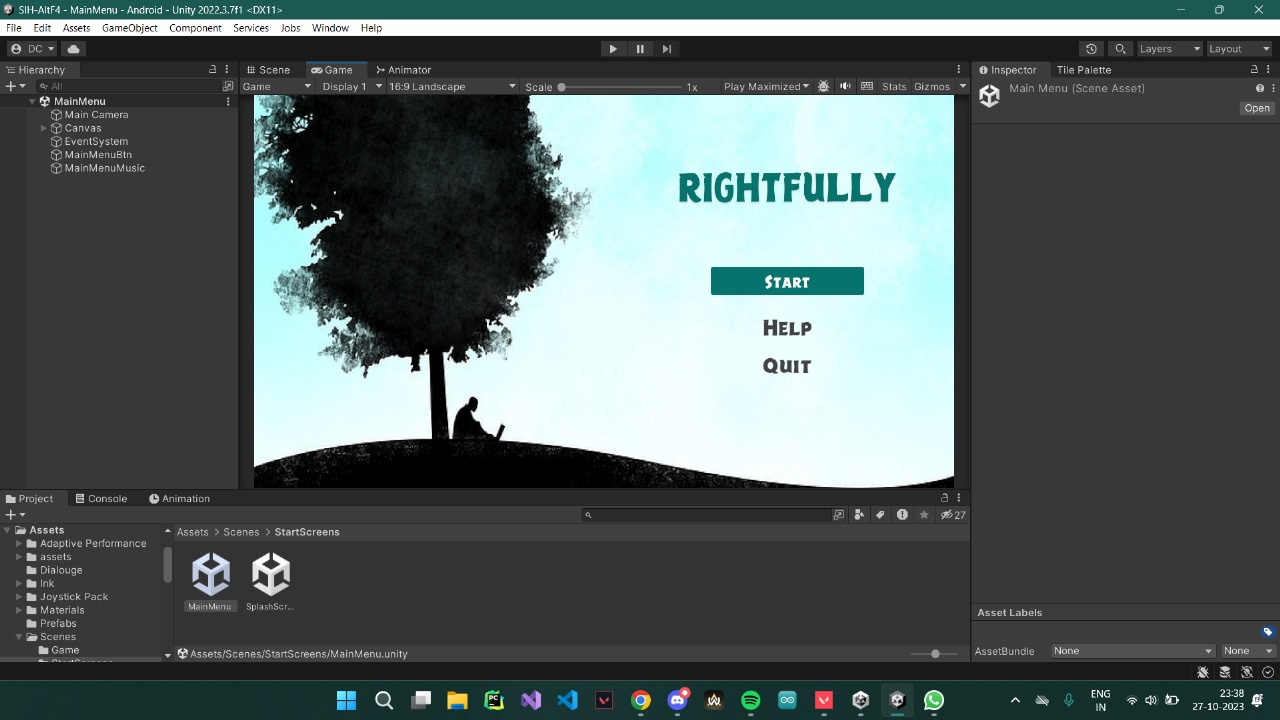 SIH-AltF4 - MainMenu - Android - Unity 2022.3.7f1 <DX11>
File Edit Assets GameObject Component Services Jobs Window Help
DC Layers Layout
Hierarchy Scene Game Animator Inspector Tile Palette
All Game Display 1 16:9 Landscape Scale 1x Play Maximized Stats Gizmos Main Menu (Scene Asset)
MainMenu Open
Main Camera
Canvas
EventSystem
MainMenuBtn
MainMenuMusic
RIGHTFULLY
Start
Help
Quit
Project Console Animation
27
Assets Assets > Scenes > StartScreens
Adaptive Performance
assets
Dialouge
Ink
Joystick Pack
Materials MainMenu SplashScr...
Prefabs
Scenes
Game
StartScreens
Assets/Scenes/StartScreens/MainMenu.unity
Asset Labels
AssetBundle None None
PC
ENG
IN
23:38
27-10-2023